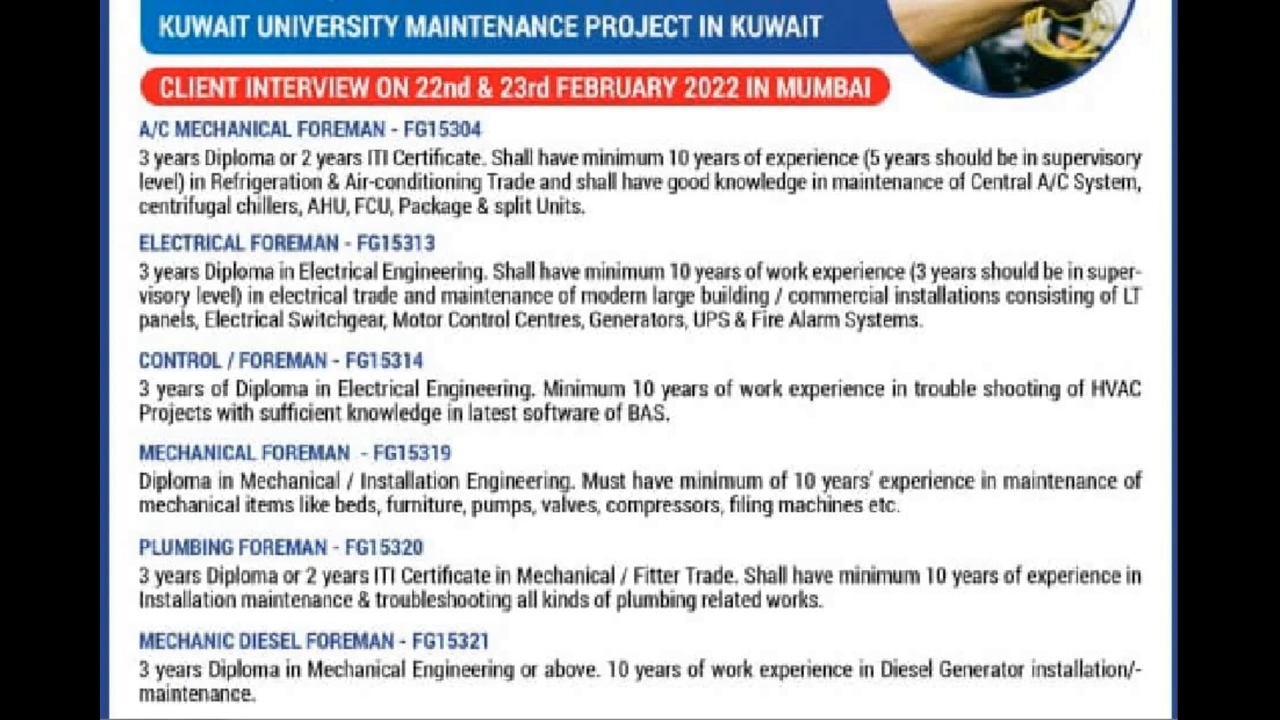 KUWAIT UNIVERSITY MAINTENANCE PROJECT IN KUWAIT
CLIENT INTERVIEW ON 22nd & 23rd FEBRUARY 2022 IN MUMBAI
A/C MECHANICAL FOREMAN - FG15304
3 years Diploma or 2 years ITI Certificate. Shall have minimum 10 years of experience (5 years should be in supervisory
level) in Refrigeration & Air-conditioning Trade and shall have good knowledge in maintenance of Central A/C System,
centrifugal chillers, AHU, FCU, Package & split Units.
ELECTRICAL FOREMAN - FG15313
3 years Diploma in Electrical Engineering. Shall have minimum 10 years of work experience (3 years should be in super-
visory level) in electrical trade and maintenance of modern large building / commercial installations consisting of LT
panels, Electrical Switchgear, Motor Control Centres, Generators, UPS & Fire Alarm Systems.
CONTROL / FOREMAN - FG15314
3 years of Diploma in Electrical Engineering. Minimum 10 years of work experience in trouble shooting of HVAC
Projects with sufficient knowledge in latest software of BAS.
MECHANICAL FOREMAN - FG15319
Diploma in Mechanical / Installation Engineering. Must have minimum of 10 years' experience in maintenance of
mechanical items like beds, furniture, pumps, valves, compressors, filing machines etc.
PLUMBING FOREMAN - FG15320
3 years Diploma or 2 years ITI Certificate in Mechanical / Fitter Trade. Shall have minimum 10 years of experience in
Installation maintenance & troubleshooting all kinds of plumbing related works.
MECHANIC DIESEL FOREMAN - FG15321
3 years Diploma in Mechanical Engineering or above. 10 years of work experience in Diesel Generator installation/-
maintenance.